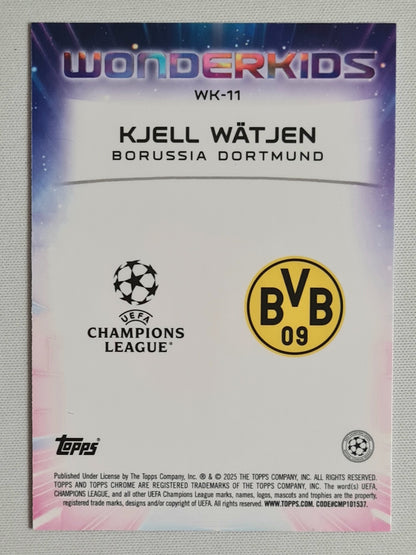 WONDERKIDS
WK-11
KJELL WÄTJEN
BORUSSIA DORTMUND
UEFA
CHAMPIONS
LEAGUE®
BVB
09
Topps
Published Under License by The Topps Company, Inc. ® & © 2025 THE TOPPS COMPANY, INC. ALL RIGHTS RESERVED.
TOPPS AND TOPPS CHROME ARE REGISTERED TRADEMARKS OF THE TOPPS COMPANY, INC. The word(s) UEFA,
CHAMPIONS LEAGUE, and all other UEFA Champions League marks, names, logos, mascots and trophies are the property,
registered trade marks, designs and/or copyright of UEFA. All rights reserved. WWW.TOPPS.COM. CODE#CMP101537.